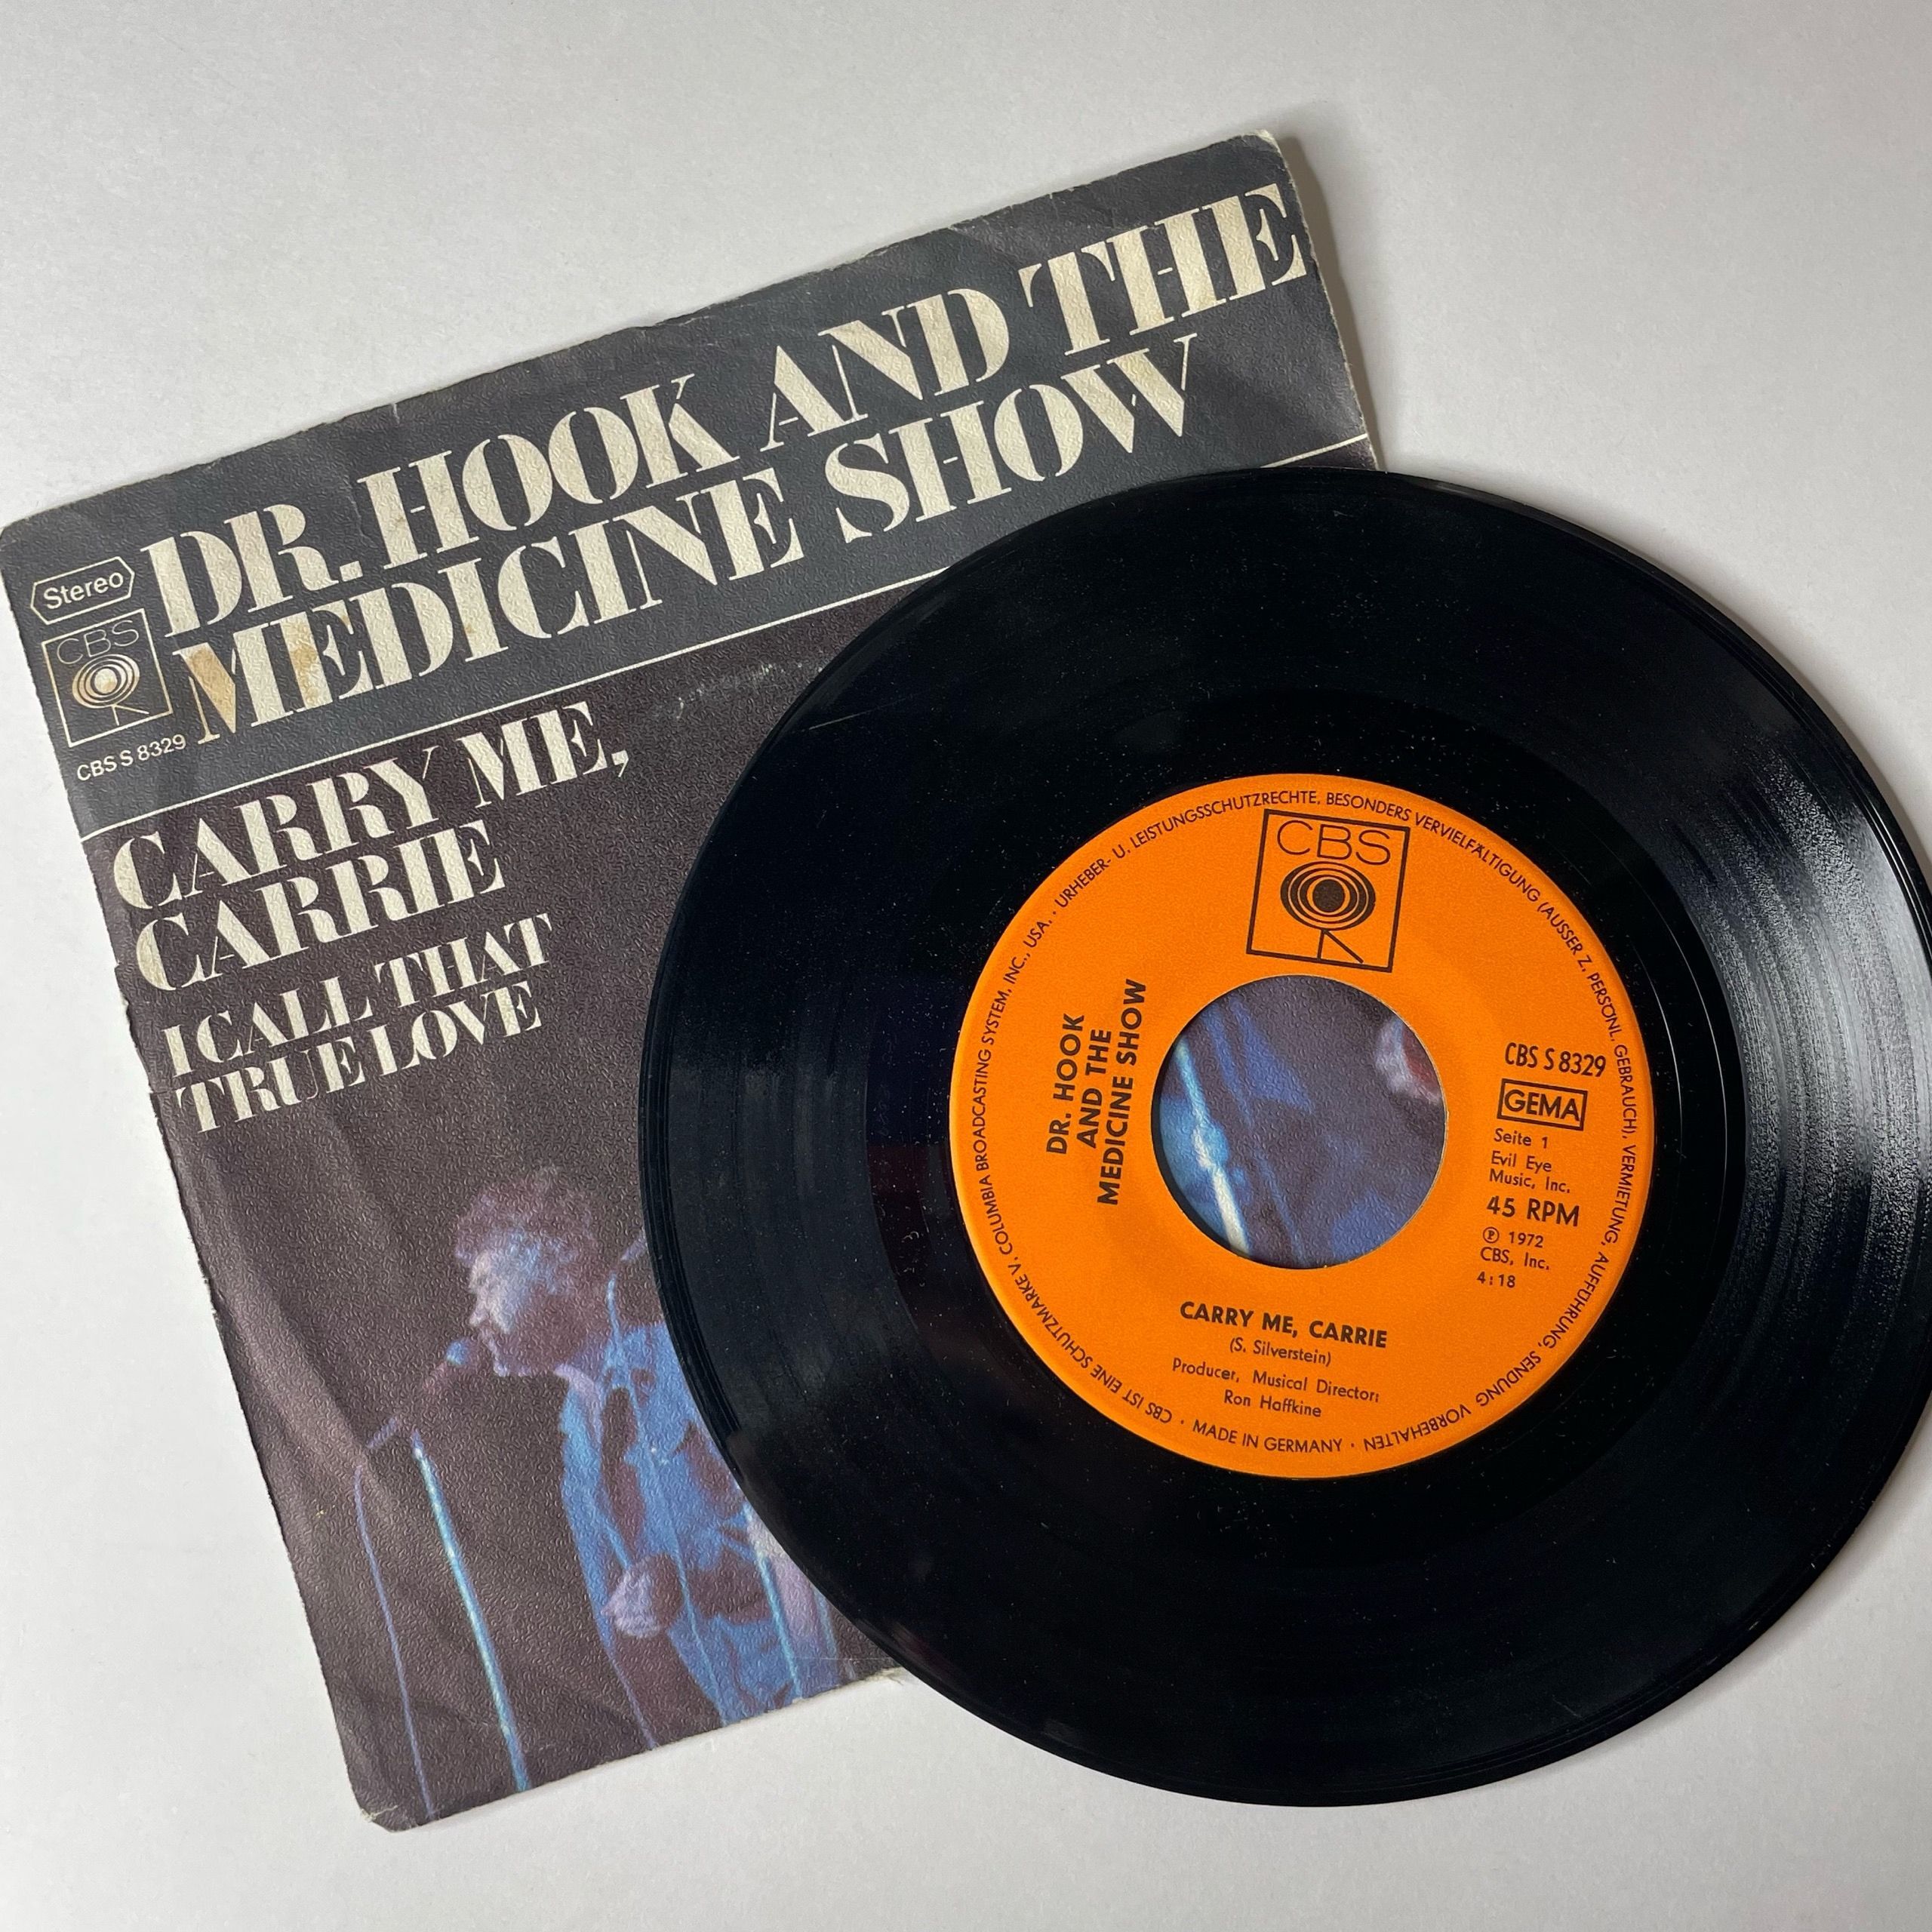 DR. HOOK AND THE
MEDICINE SHOW
Stereo
CBS
CBS S 8329
CARRY ME,
CARRIE
I CALL THAT
TRUE LOVE
CBS
DR. HOOK
AND THE
MEDICINE SHOW
CBS S 8329
GEMA
Seite 1
Evil Eye
Music, Inc.
45 RPM
Ⓟ 1972
CBS, Inc.
4:18
CARRY ME, CARRIE
(S. Silverstein)
Producer, Musical Director:
Ron Haffkine
CBS IST EINE SCHUTZMARKE V. COLUMBIA BROADCASTING SYSTEM, INC., USA. · URHEBER- U. LEISTUNGSSCHUTZRECHTE, BESONDERS VERVIELFÄLTIGUNG (AUSSER Z. PERSÖNL. GEBRAUCH), VERMIETUNG, AUFFÜHRUNG, SENDUNG VORBEHALTEN · MADE IN GERMANY ·